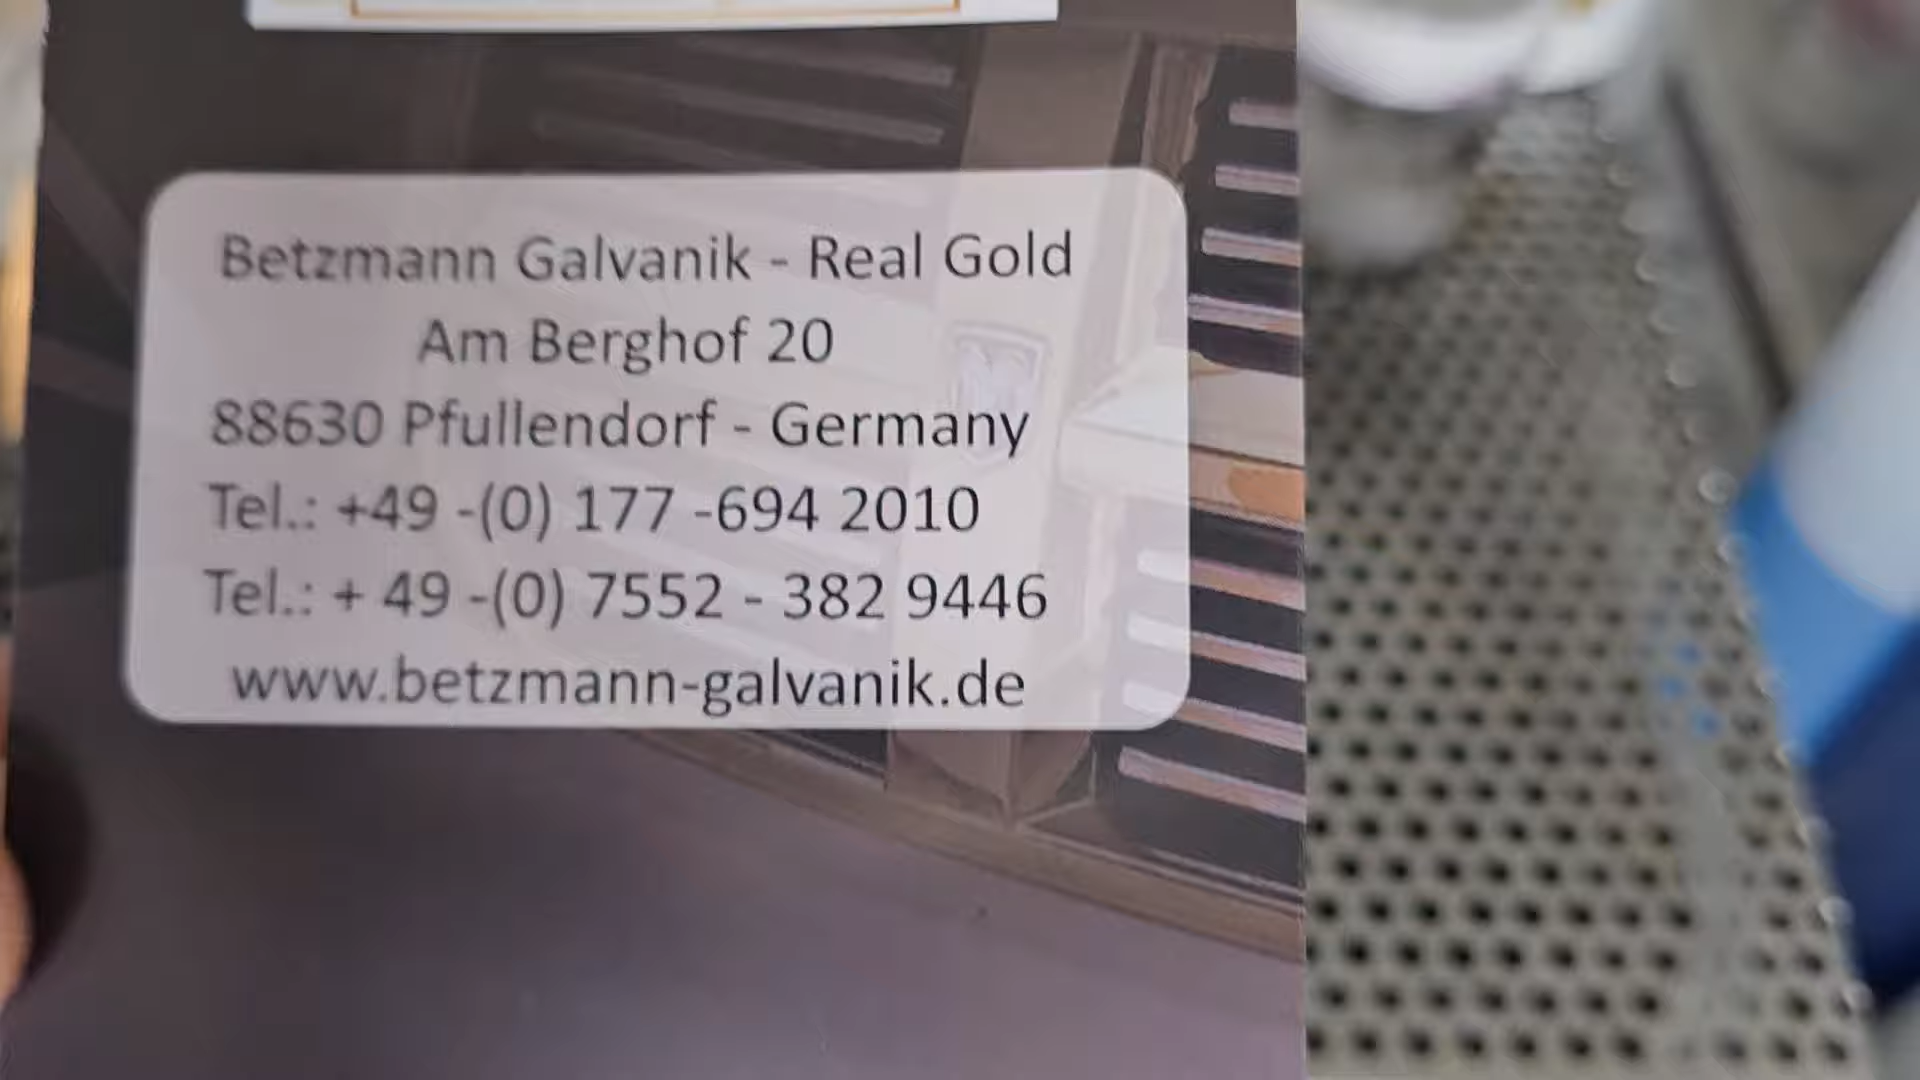 Betzmann Galvanik - Real Gold
Am Berghof 20
88630 Pfullendorf - Germany
Tel.: +49 -(0) 177 -694 2010
Tel.: + 49 -(0) 7552 - 382 9446
www.betzmann-galvanik.de